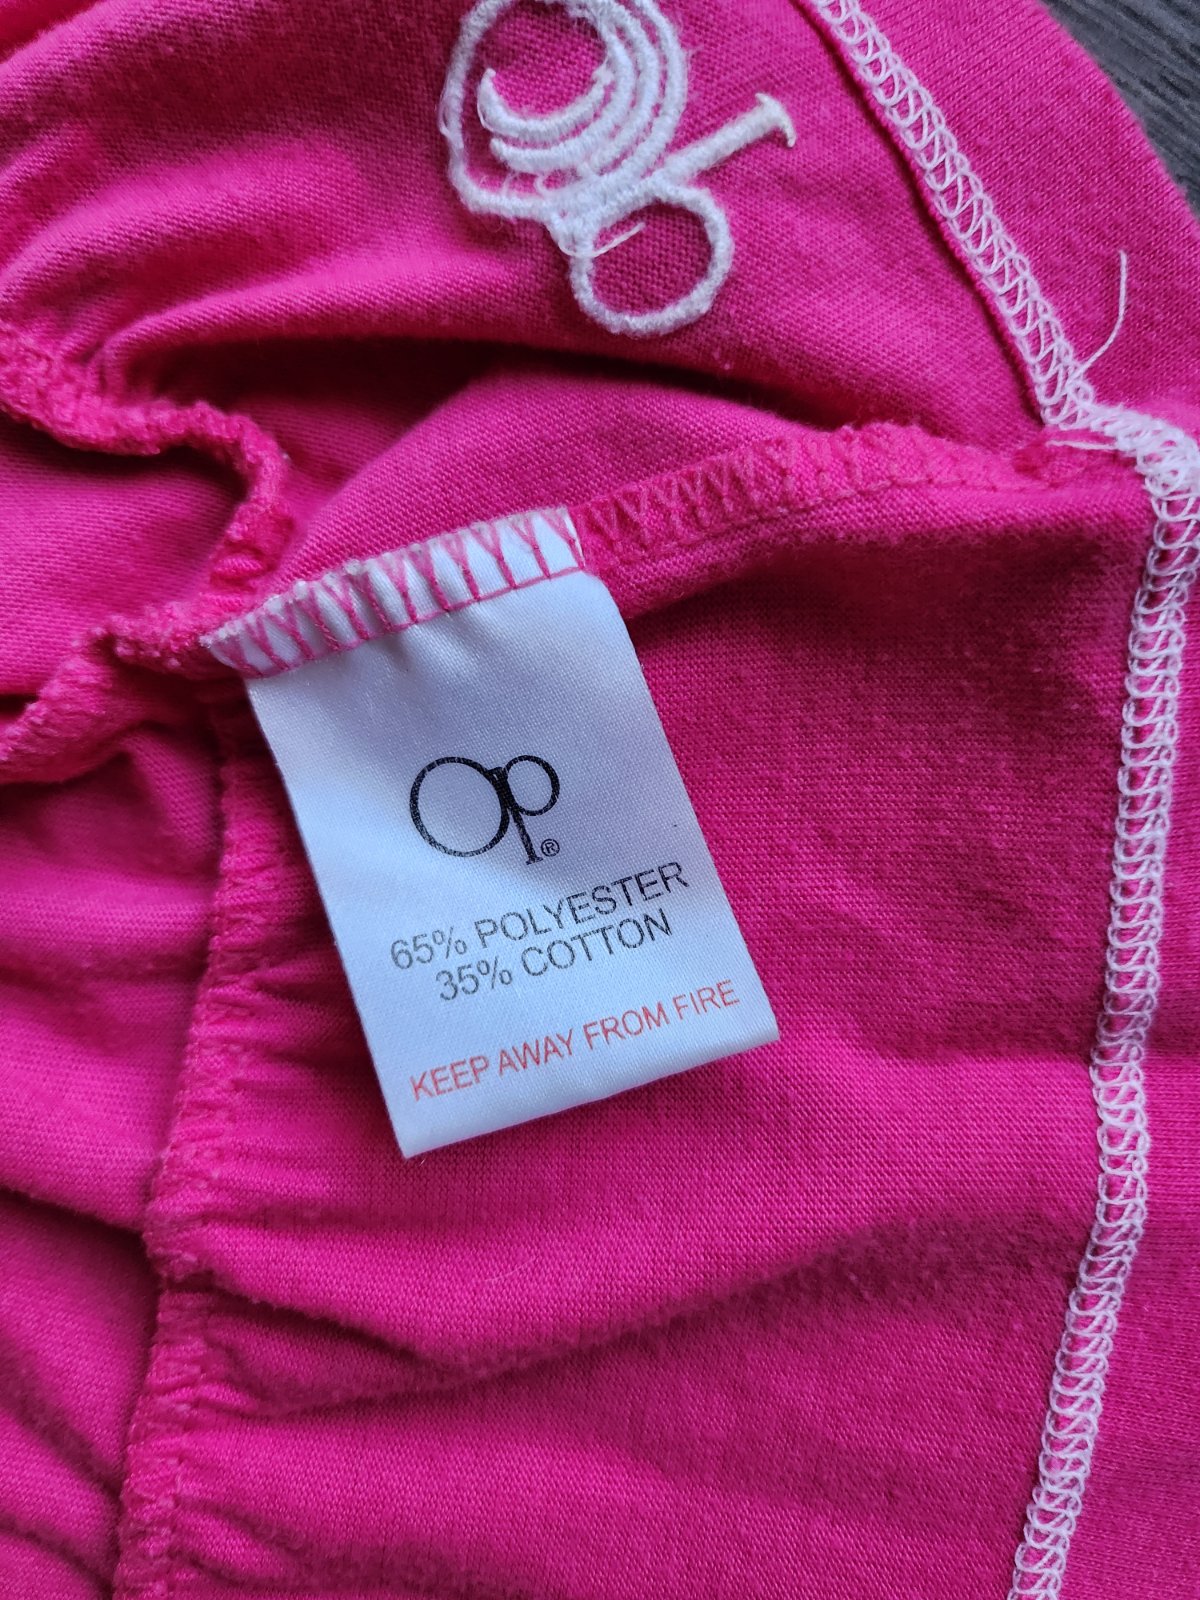 Op®
65% POLYESTER
35% COTTON
KEEP AWAY FROM FIRE